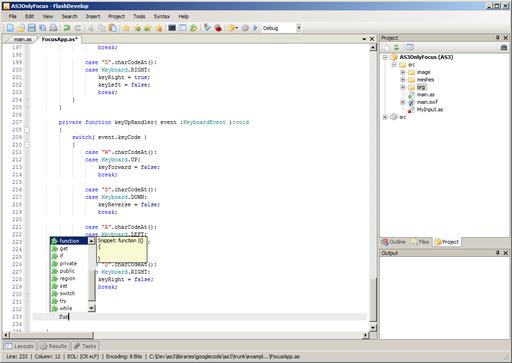 AS3OnlyFocus - FlashDevelop
File Edit View Search Insert Project Tools Syntax Help
Debug
main.as FocusApp.as*
197 break;
198
199 case "D".charCodeAt():
200 case Keyboard.RIGHT:
201 keyRight = true;
202 keyLeft = false;
203 break;
204 }
205 }
206
207 private function keyUpHandler( event :KeyboardEvent ):void
208 {
209 switch( event.keyCode )
210 {
211 case "W".charCodeAt():
212 case Keyboard.UP:
213 keyForward = false;
214 break;
215
216 case "S".charCodeAt():
217 case Keyboard.DOWN:
218 keyReverse = false;
219 break;
220
221 case "A".charCodeAt():
222 case Keyboard.LEFT:
223
224
225
226 "D".charCodeAt():
227 Keyboard.RIGHT:
228 keyRight = false;
229 break;
230
231
232
233 fun
234
235 }
function
get
if
private
public
region
set
switch
try
while
Snippet: function |()
{
}
Project
AS3OnlyFocus (AS3)
src
image
meshes
org
main.as
main.swf
MyInput.as
src
Outline Files Project
Output
Layouts Results Tasks
Line: 233 | Column: 12 | EOL: (CR+LF) | Encoding: 8 Bits | C:\Dev\as3\libraries\googlecode\as3\trunk\exampl...'\FocusApp.as